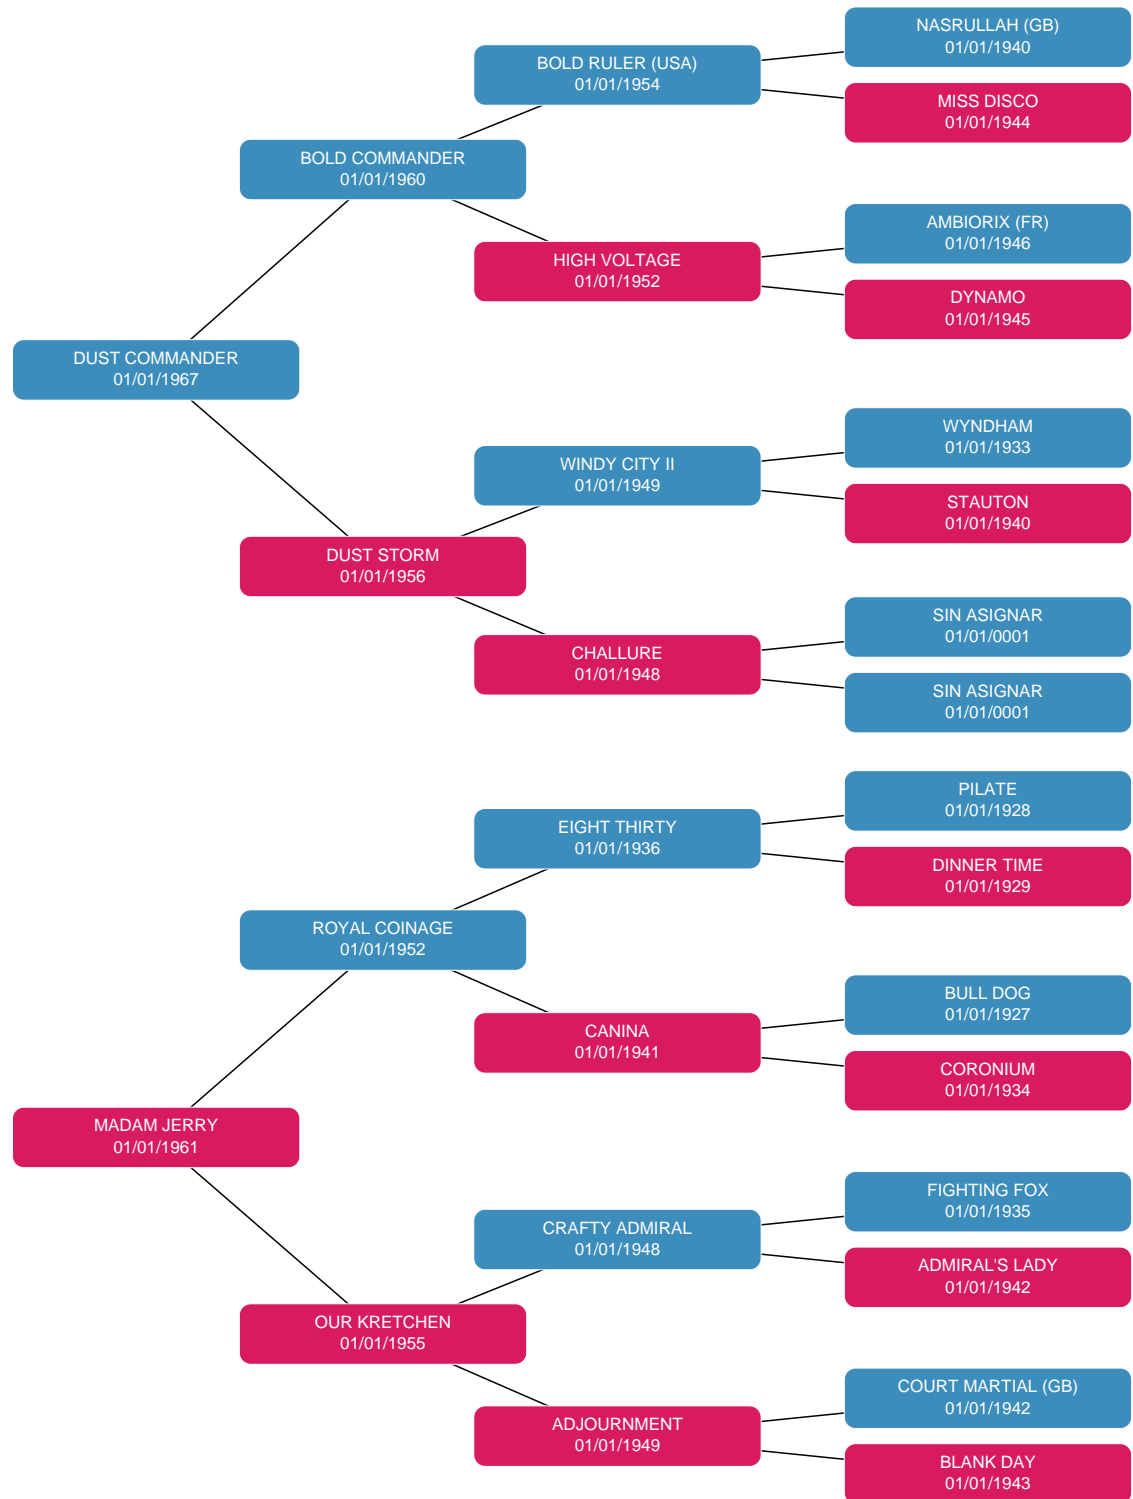 NASRULLAH (GB)
01/01/1940
BOLD RULER (USA)
01/01/1954
MISS DISCO
01/01/1944
BOLD COMMANDER
01/01/1960
AMBIORIX (FR)
01/01/1946
HIGH VOLTAGE
01/01/1952
DYNAMO
01/01/1945
DUST COMMANDER
01/01/1967
WYNDHAM
01/01/1933
WINDY CITY II
01/01/1949
STAUTON
01/01/1940
DUST STORM
01/01/1956
SIN ASIGNAR
01/01/0001
CHALLURE
01/01/1948
SIN ASIGNAR
01/01/0001
PILATE
01/01/1928
EIGHT THIRTY
01/01/1936
DINNER TIME
01/01/1929
ROYAL COINAGE
01/01/1952
BULL DOG
01/01/1927
CANINA
01/01/1941
CORONIUM
01/01/1934
MADAM JERRY
01/01/1961
FIGHTING FOX
01/01/1935
CRAFTY ADMIRAL
01/01/1948
ADMIRAL'S LADY
01/01/1942
OUR KRETCHEN
01/01/1955
COURT MARTIAL (GB)
01/01/1942
ADJOURNMENT
01/01/1949
BLANK DAY
01/01/1943